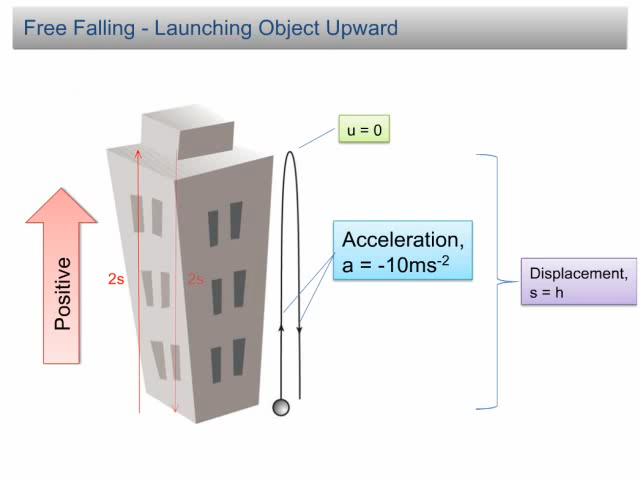 Free Falling - Launching Object Upward
u = 0
Acceleration,
a = -10ms⁻²
Displacement,
s = h
2s
2s
Positive